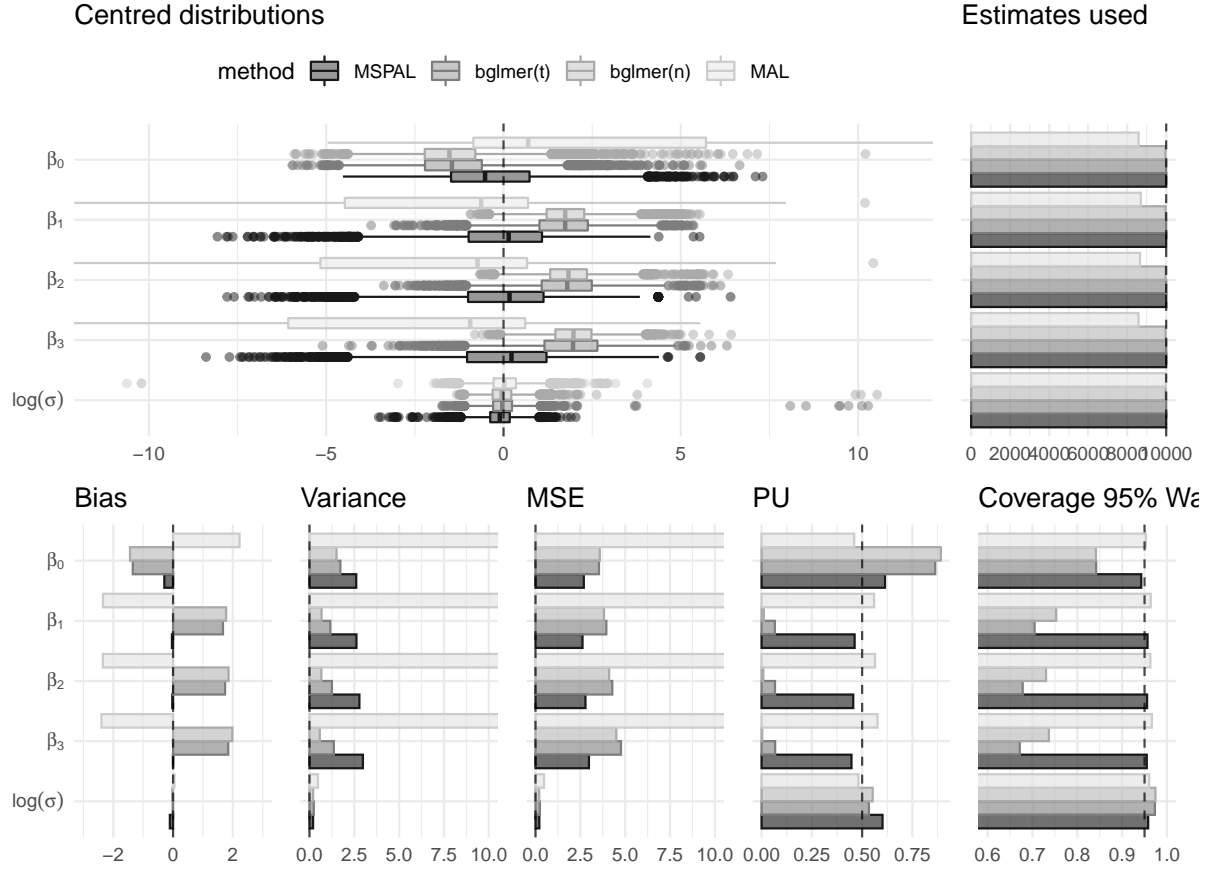 Centred distributions
Estimates used
method MSPAL bglmer(t) bglmer(n) MAL
β0
β1
β2
β3
log(σ)
−10 −5 0 5 10
0 2000 4000 6000 8000 10000
Bias
Variance
MSE
PU
Coverage 95% Wa
β0
β1
β2
β3
log(σ)
−2 0 2
0.0 2.5 5.0 7.5 10.0
0.0 2.5 5.0 7.5 10.0
0.00 0.50 0.75
0.6 0.7 0.8 0.9 1.0